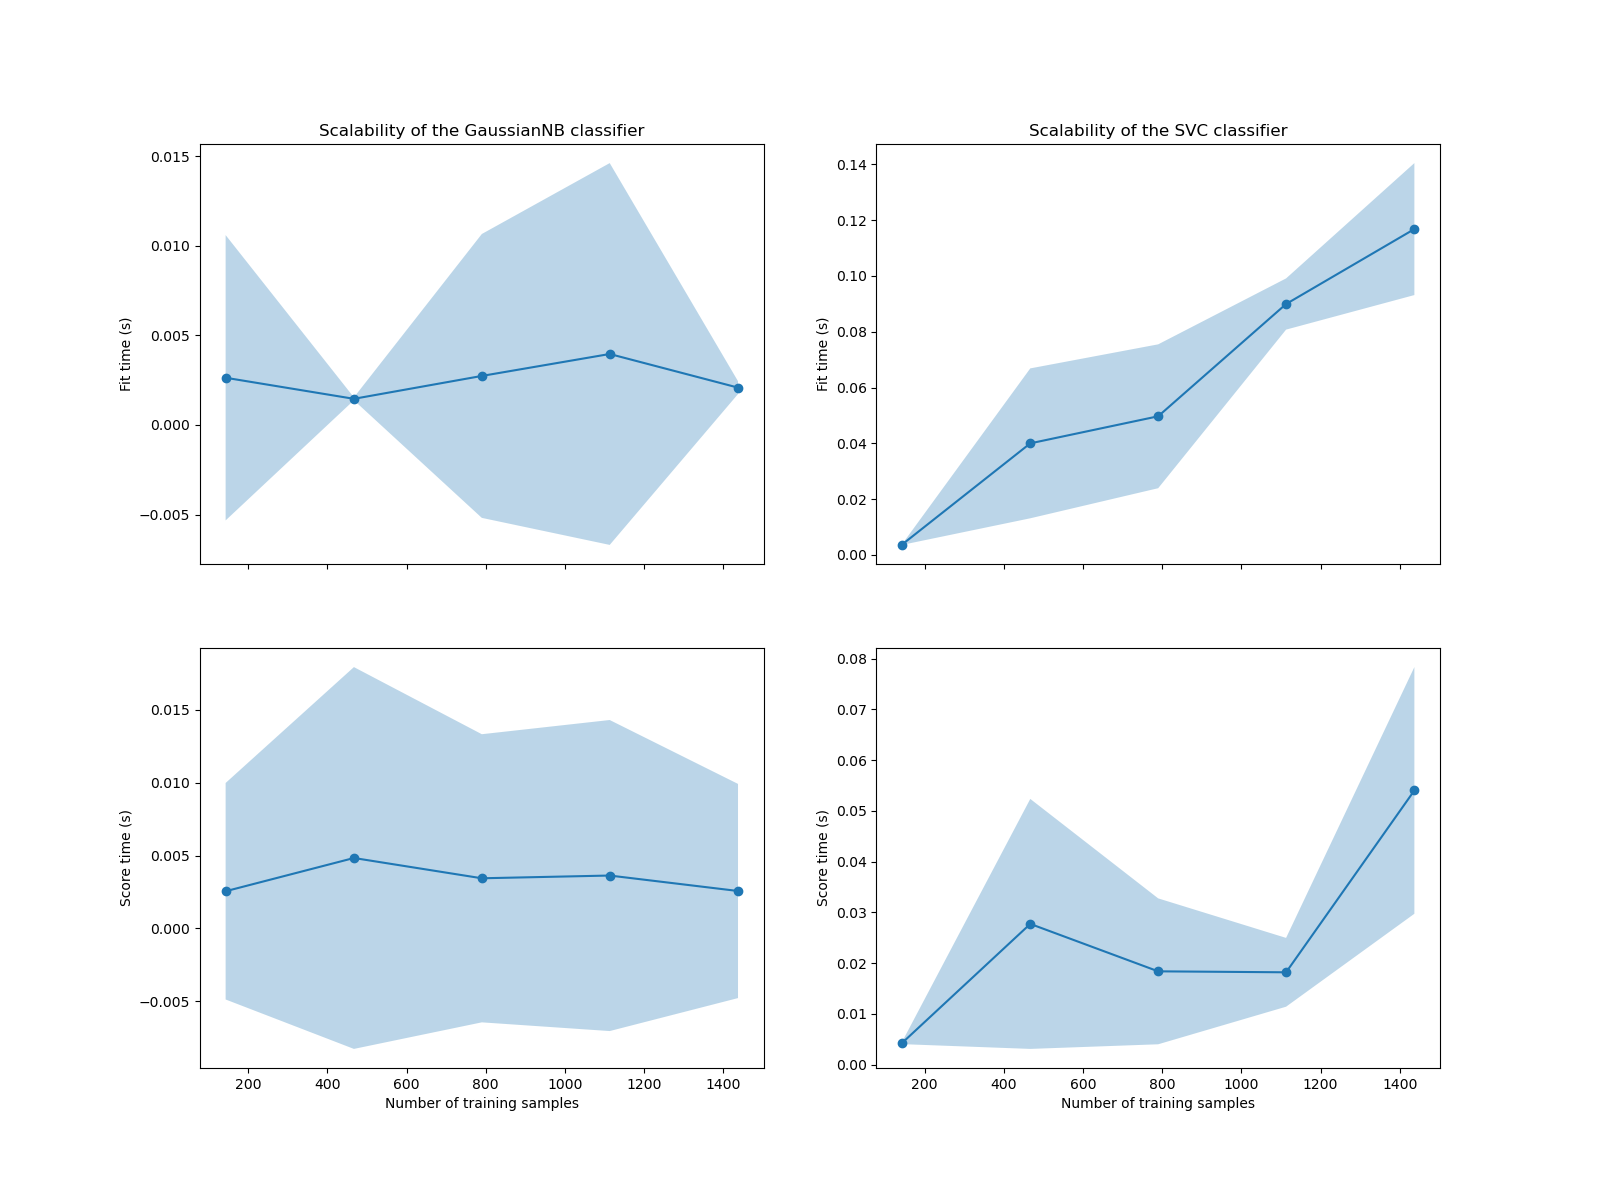 Scalability of the GaussianNB classifier
0.015
0.010
0.005
0.000
−0.005
Fit time (s)
Scalability of the SVC classifier
0.14
0.12
0.10
0.08
0.06
0.04
0.02
0.00
Fit time (s)
0.015
0.010
0.005
0.000
−0.005
Score time (s)
200 400 600 800 1000 1200 1400
Number of training samples
0.08
0.07
0.06
0.05
0.04
0.03
0.02
0.01
0.00
Score time (s)
200 400 600 800 1000 1200 1400
Number of training samples